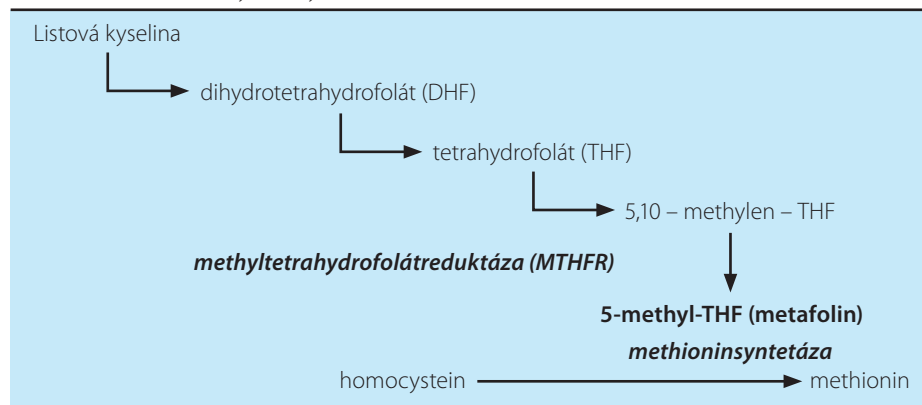 Listová kyselina
dihydrotetrahydrofolát (DHF)
tetrahydrofolát (THF)
5,10 – methylen – THF
methyltetrahydrofolátreduktáza (MTHFR)
5-methyl-THF (metafolin)
methioninsyntetáza
homocystein methionin